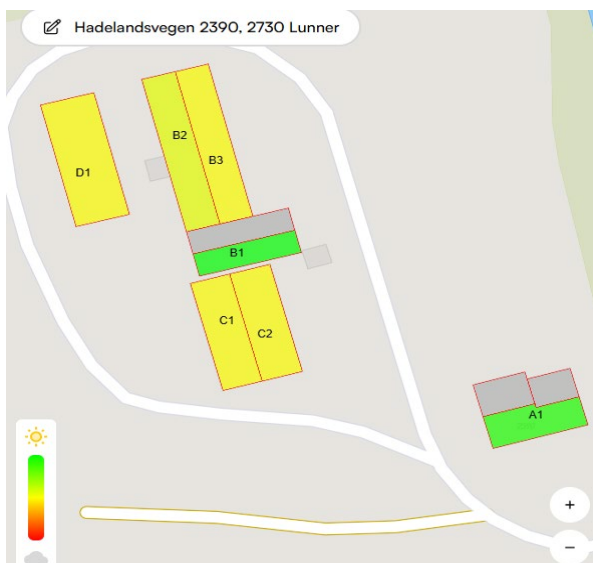 Hadelandsvegen 2390, 2730 Lunner
B2
B3
D1
B1
C1
C2
A1
+
−